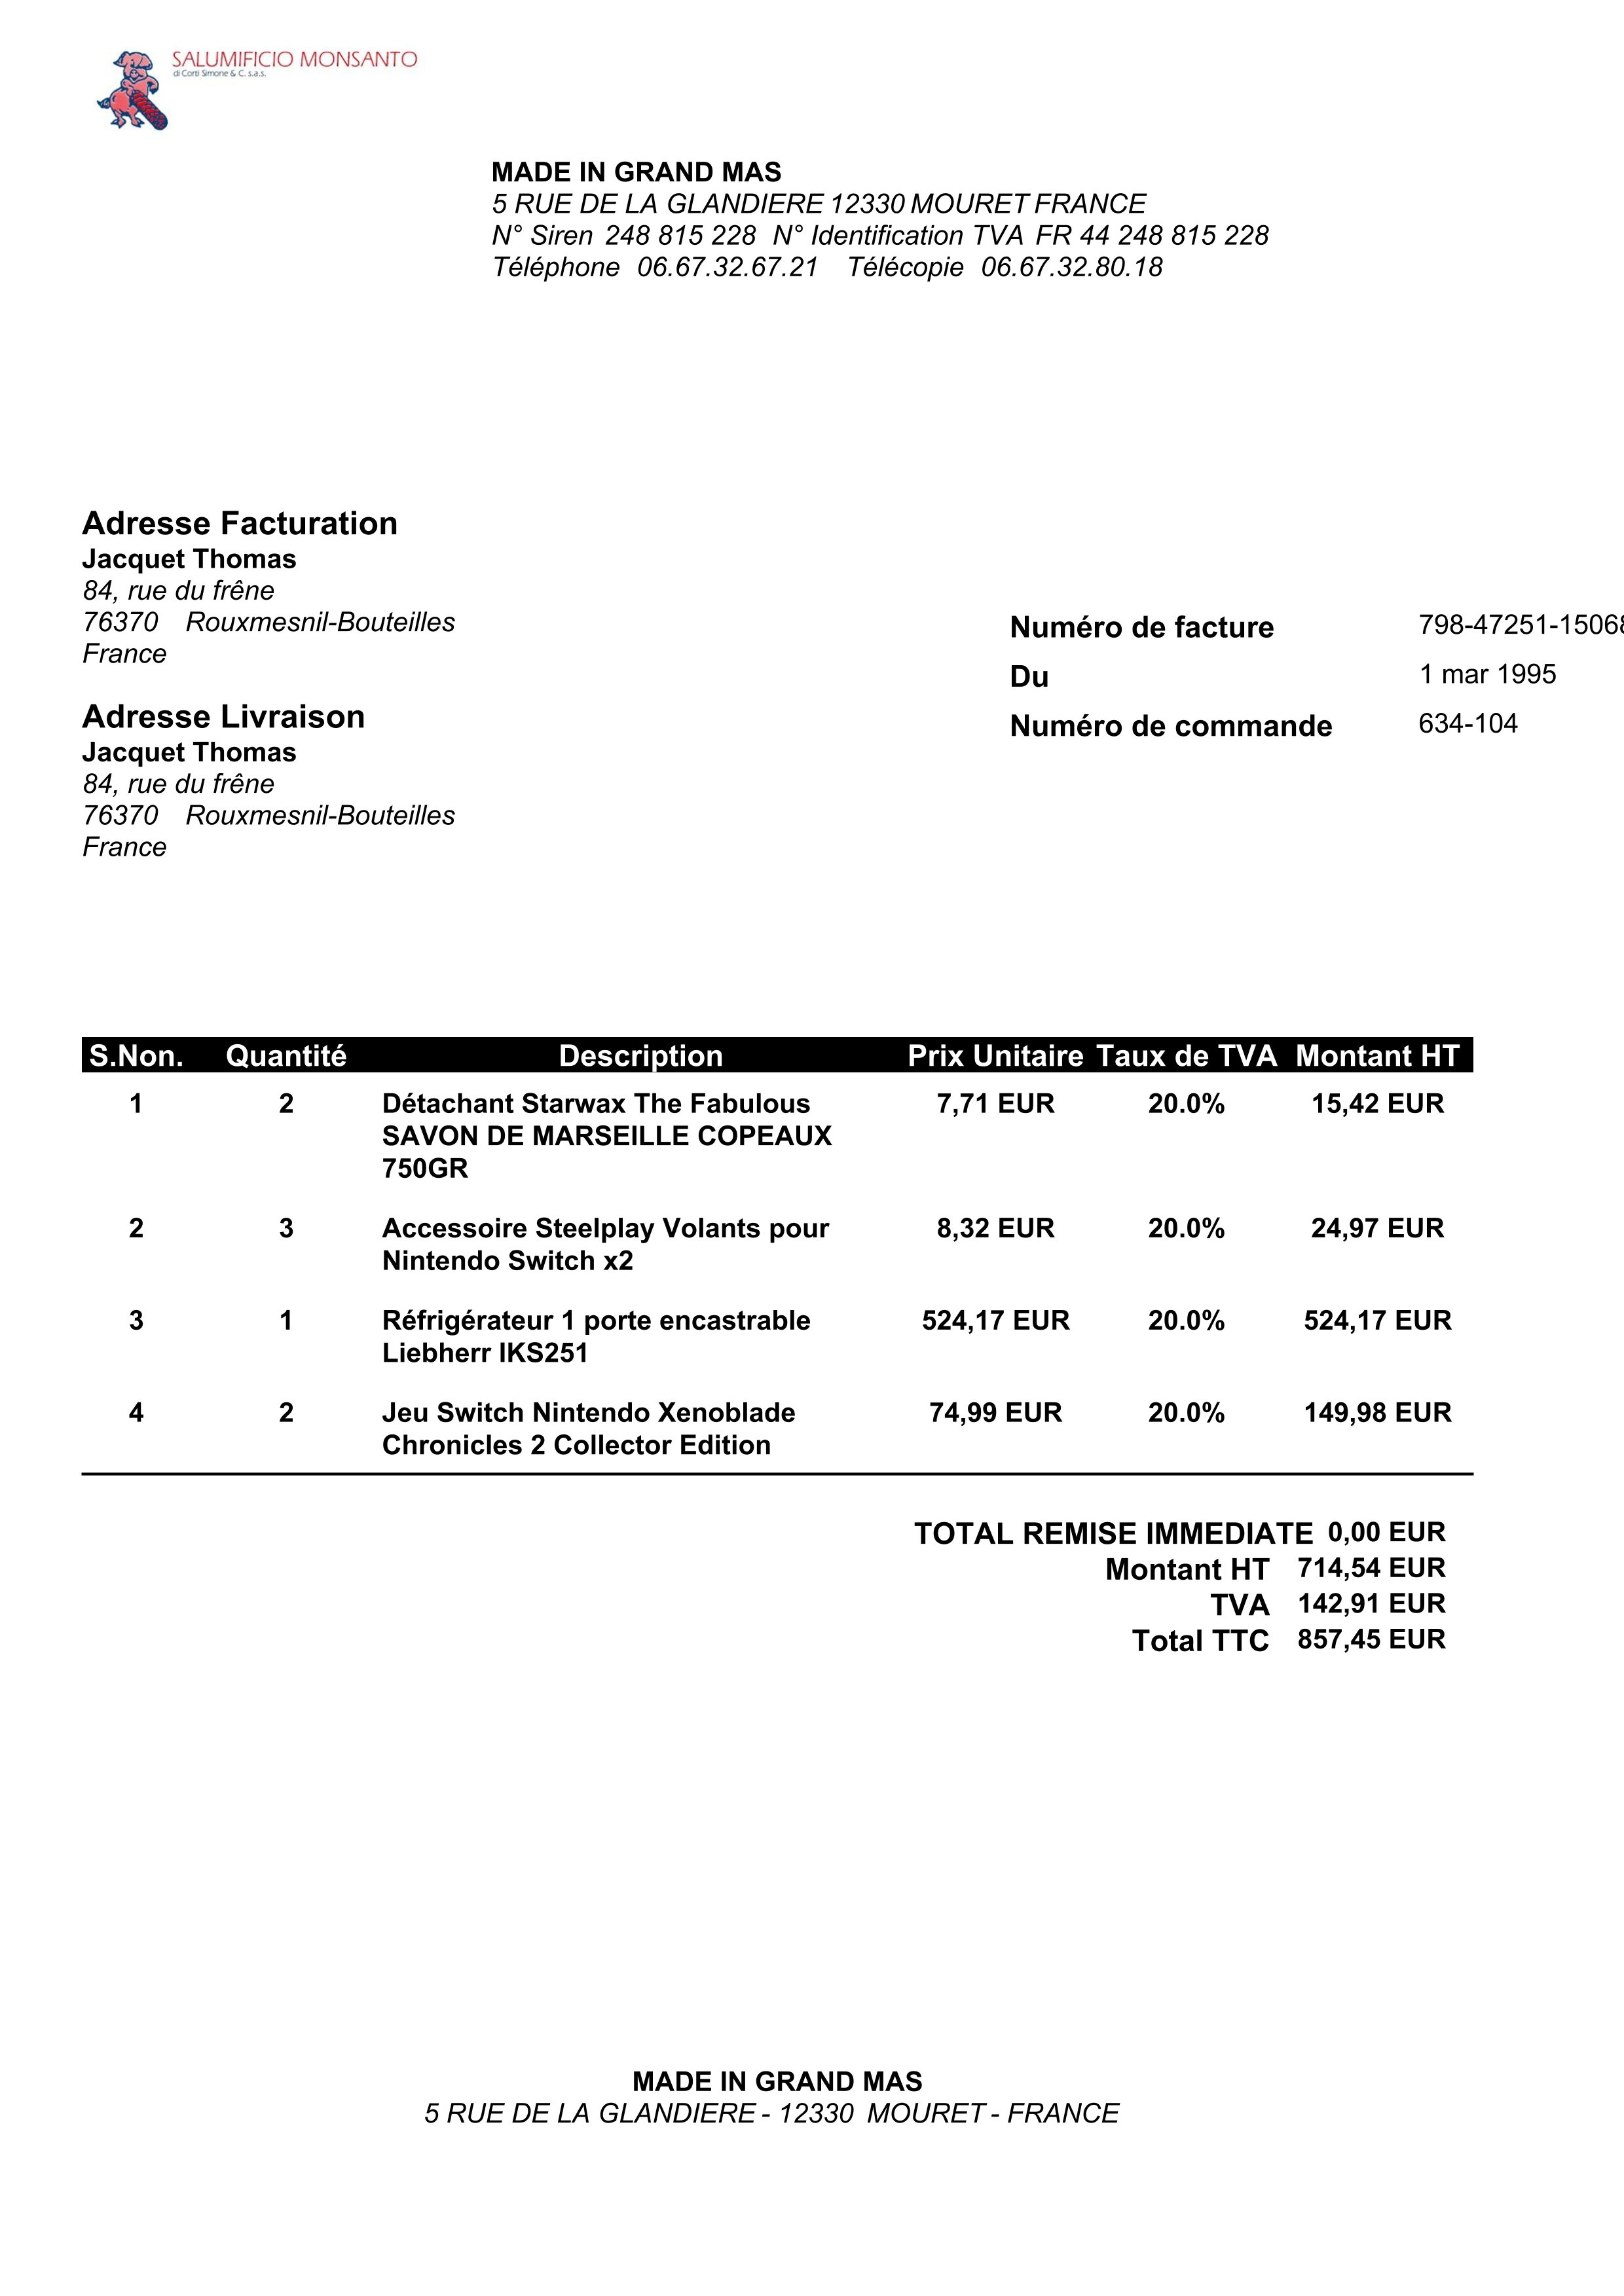 SALUMIFICIO MONSANTO
di Corti Simone & C. s.a.s.
MADE IN GRAND MAS
5 RUE DE LA GLANDIERE 12330 MOURET FRANCE
N° Siren 248 815 228 N° Identification TVA FR 44 248 815 228
Téléphone 06.67.32.67.21 Télécopie 06.67.32.80.18
Adresse Facturation
Jacquet Thomas
84, rue du frêne
76370 Rouxmesnil-Bouteilles
France
Adresse Livraison
Jacquet Thomas
84, rue du frêne
76370 Rouxmesnil-Bouteilles
France
Numéro de facture 798-47251-15068
Du 1 mar 1995
Numéro de commande 634-104
S.Non. Quantité Description Prix Unitaire Taux de TVA Montant HT
1 2 Détachant Starwax The Fabulous 7,71 EUR 20.0% 15,42 EUR
SAVON DE MARSEILLE COPEAUX
750GR
2 3 Accessoire Steelplay Volants pour 8,32 EUR 20.0% 24,97 EUR
Nintendo Switch x2
3 1 Réfrigérateur 1 porte encastrable 524,17 EUR 20.0% 524,17 EUR
Liebherr IKS251
4 2 Jeu Switch Nintendo Xenoblade 74,99 EUR 20.0% 149,98 EUR
Chronicles 2 Collector Edition
TOTAL REMISE IMMEDIATE 0,00 EUR
Montant HT 714,54 EUR
TVA 142,91 EUR
Total TTC 857,45 EUR
MADE IN GRAND MAS
5 RUE DE LA GLANDIERE - 12330 MOURET - FRANCE